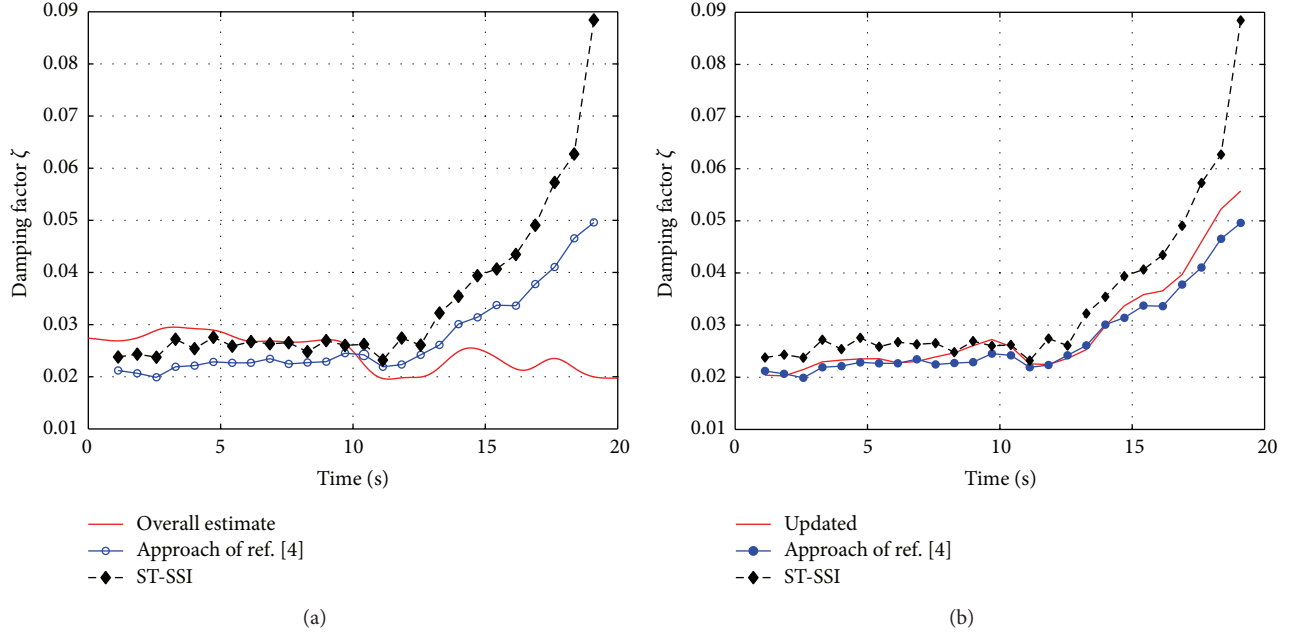 0.09
0.08
0.07
0.06
0.05
0.04
0.03
0.02
0.01
Damping factor ζ
0
5
10
15
20
Time (s)
Overall estimate
Approach of ref. [4]
ST-SSI
(a)
0.09
0.08
0.07
0.06
0.05
0.04
0.03
0.02
0.01
Damping factor ζ
0
5
10
15
20
Time (s)
Updated
Approach of ref. [4]
ST-SSI
(b)